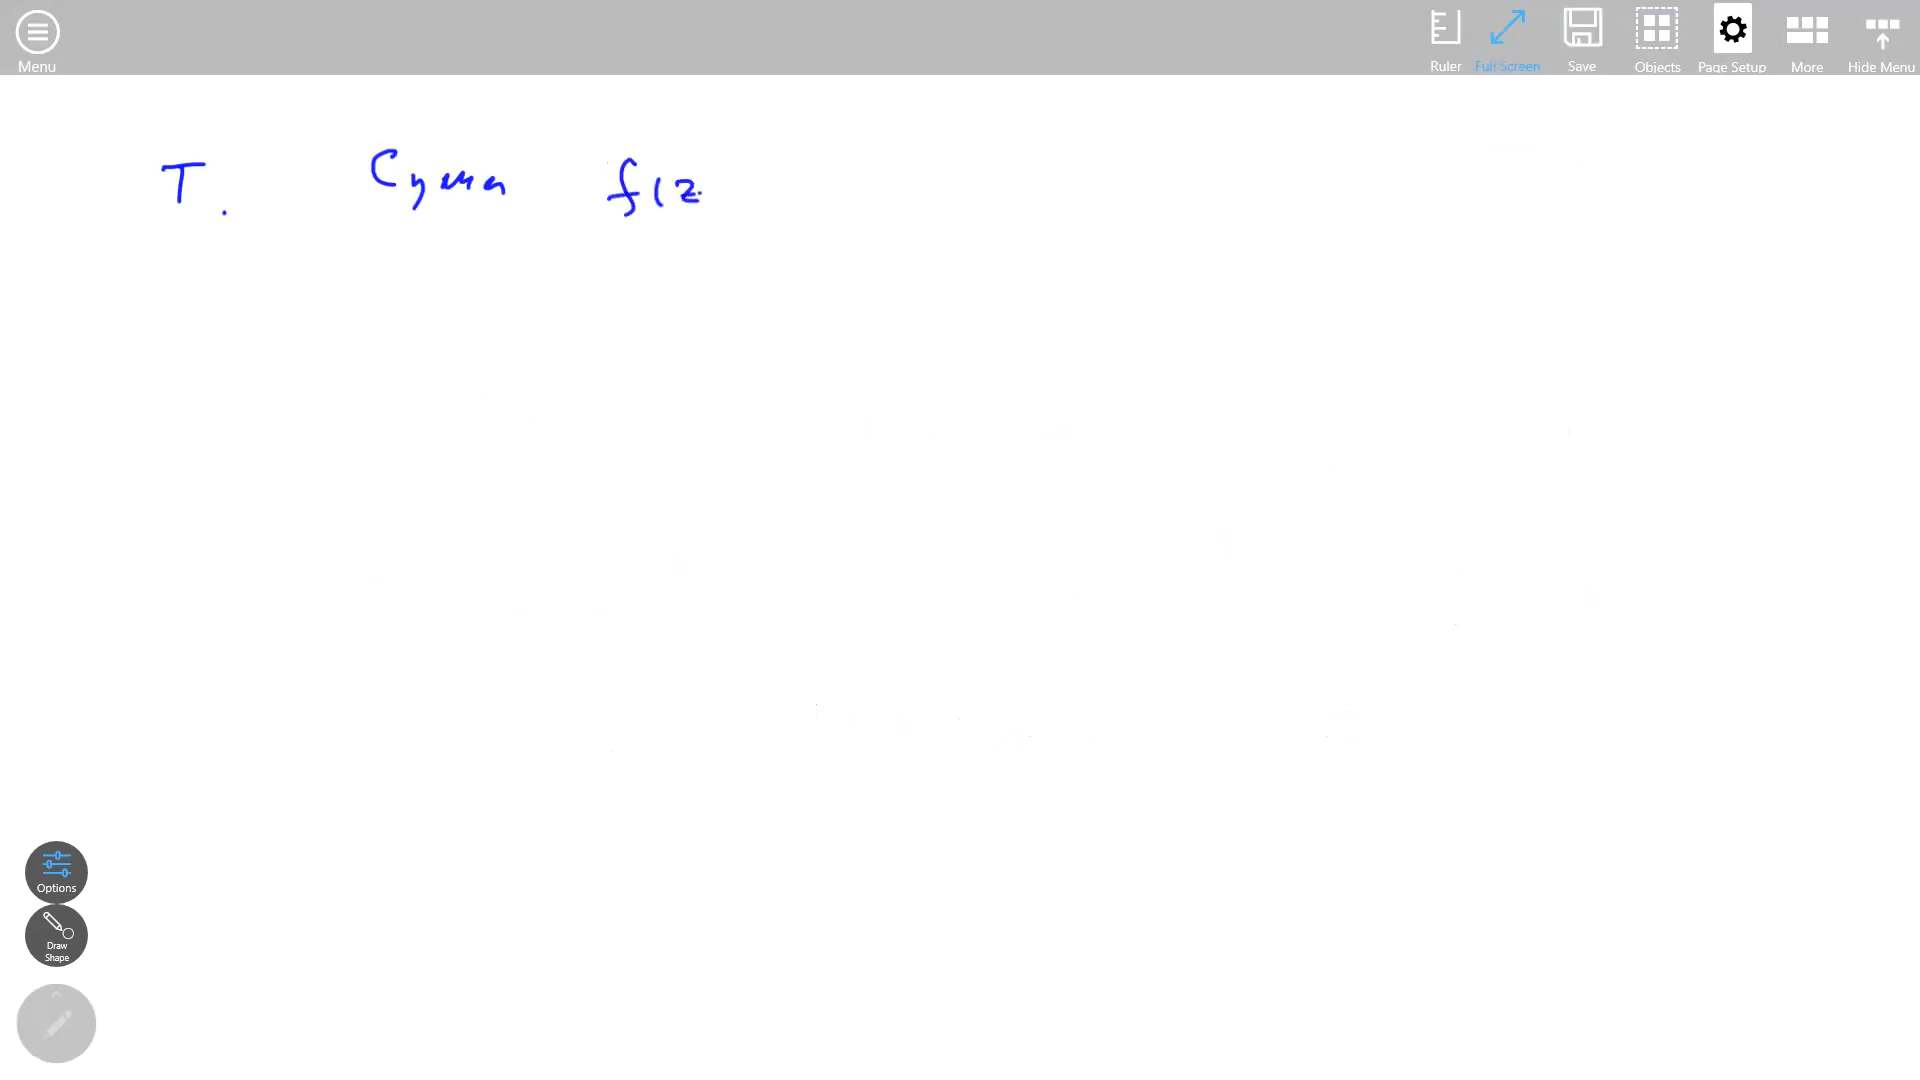 Menu
Ruler Full Screen Save Objects Page Setup More Hide Menu
T. Сума f(z
Options
Draw
Shape